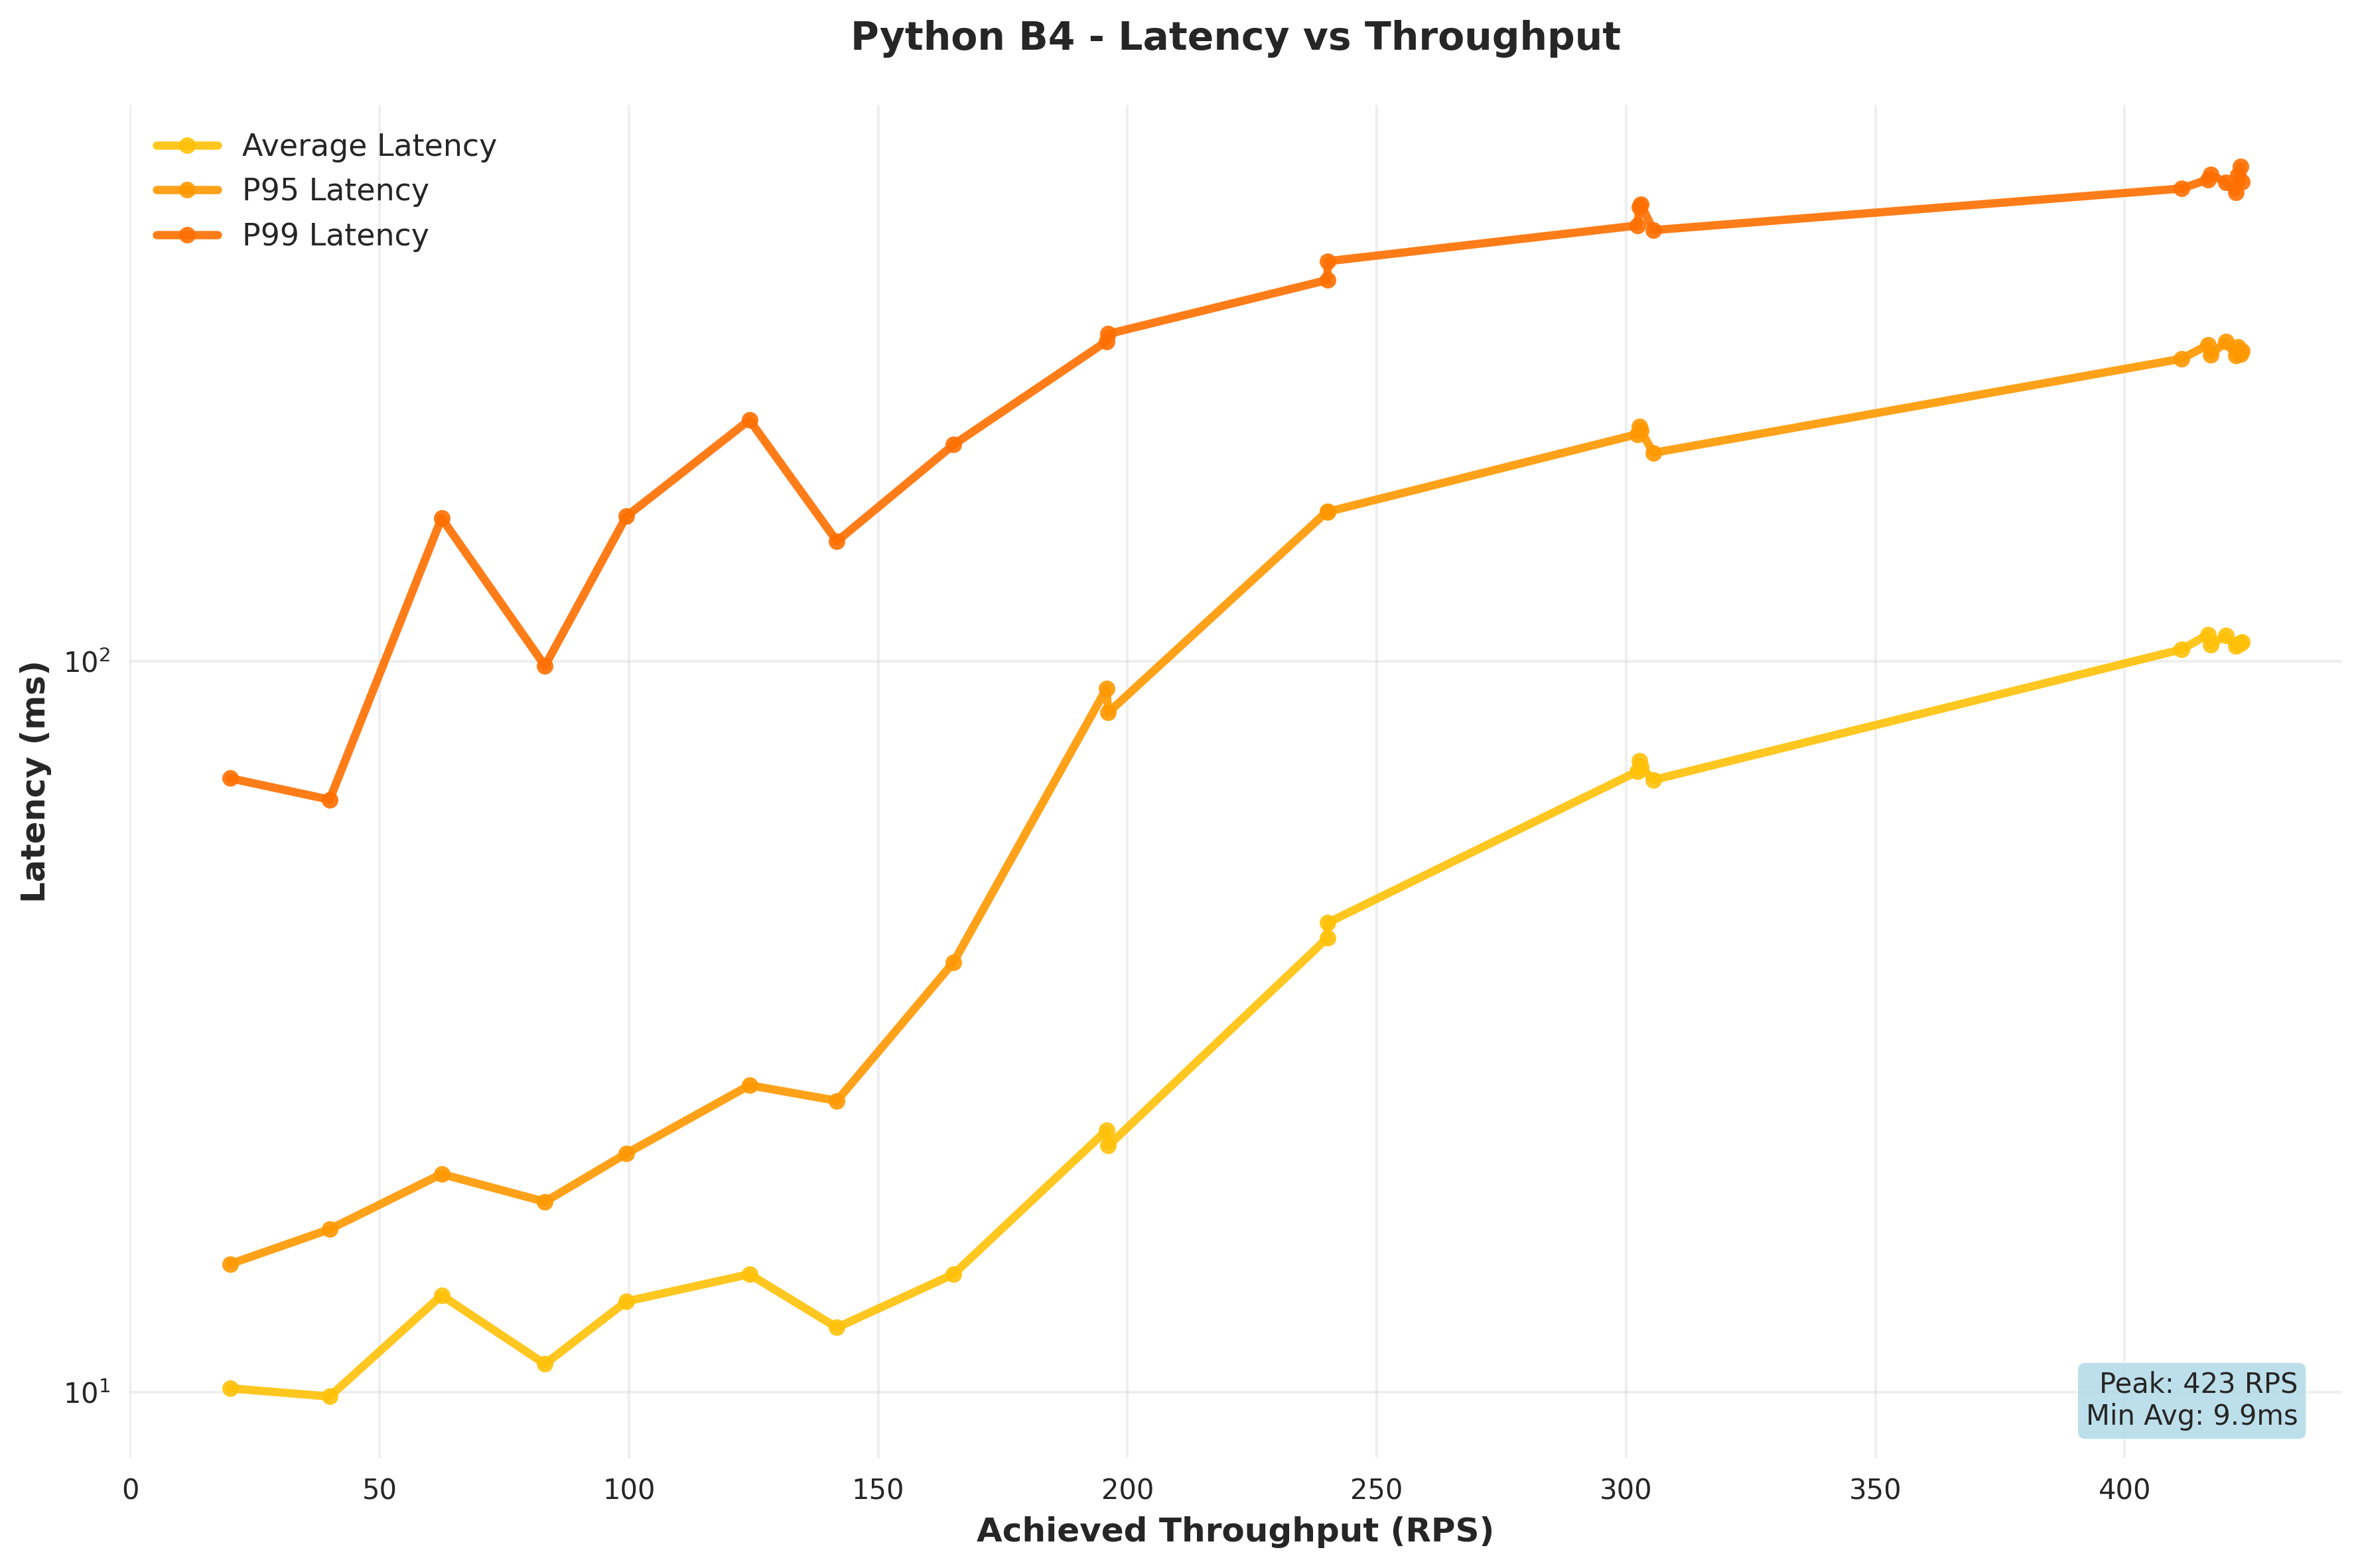 Python B4 - Latency vs Throughput
Average Latency
P95 Latency
P99 Latency
Latency (ms)
10²
10¹
Peak: 423 RPS
Min Avg: 9.9ms
0 50 100 150 200 250 300 350 400
Achieved Throughput (RPS)